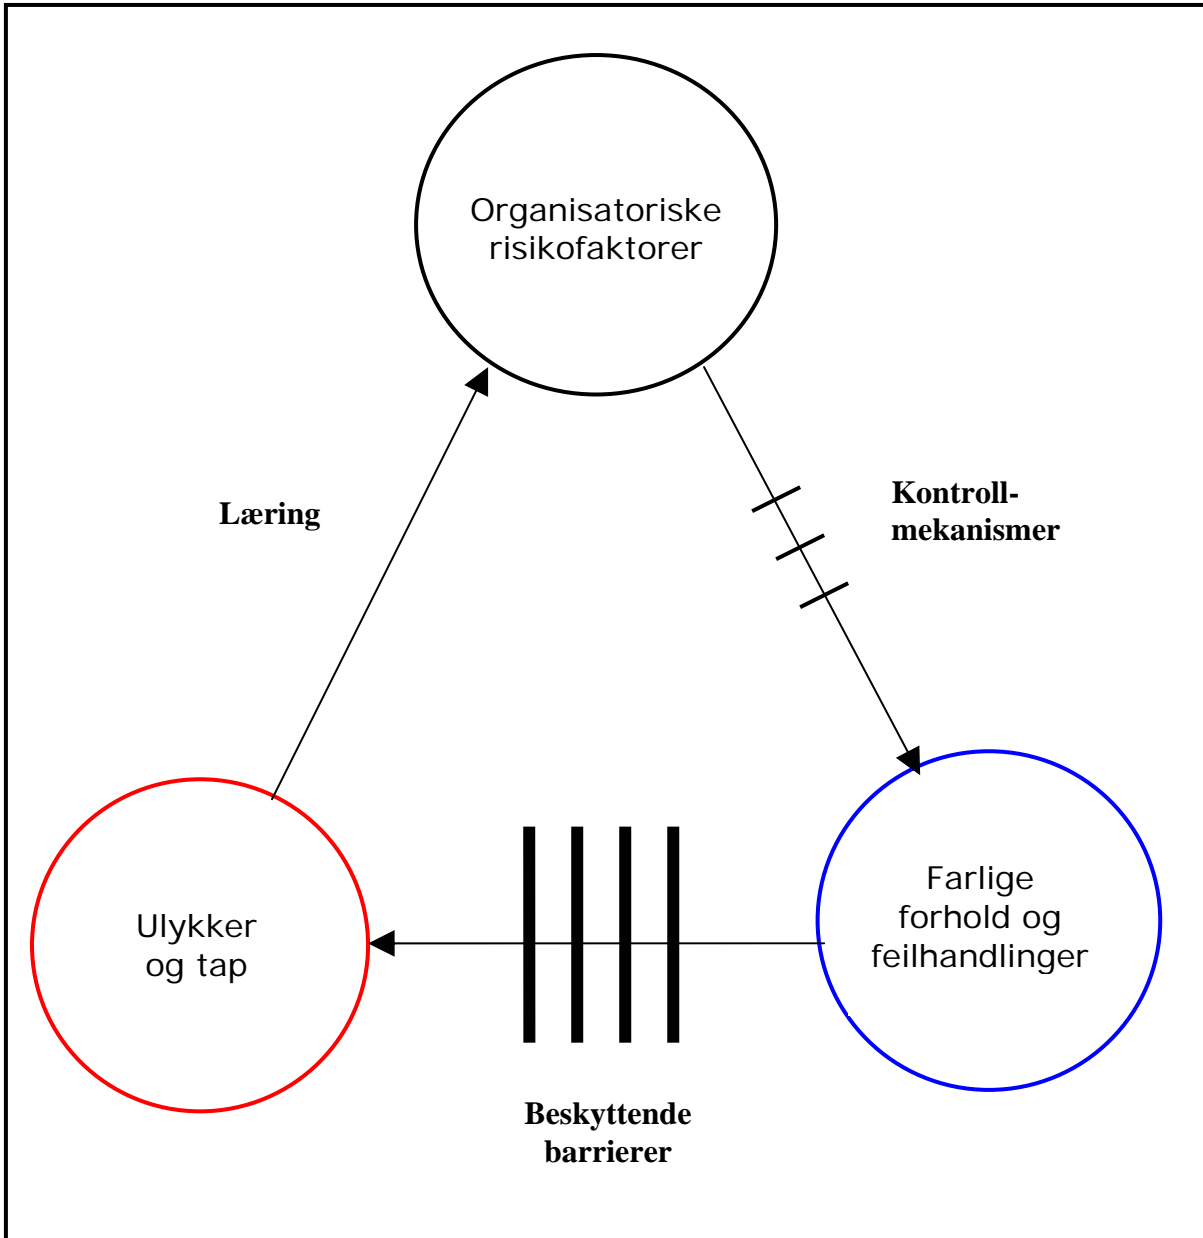 Organisatoriske
risikofaktorer
Læring
Kontroll-
mekanismer
Ulykker
og tap
Farlige
forhold og
feilhandlinger
Beskyttende
barrierer